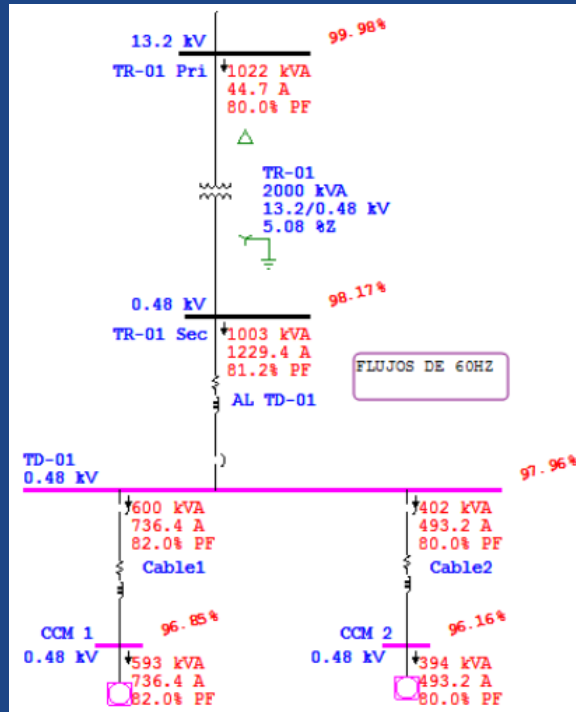 13.2 kV
99.98%
TR-01 Pri
1022 kVA
44.7 A
80.0% PF
TR-01
2000 kVA
13.2/0.48 kV
5.08 %Z
0.48 kV
98.17%
TR-01 Sec
1003 kVA
1229.4 A
81.2% PF
FLUJOS DE 60HZ
AL TD-01
TD-01
0.48 kV
97.96%
600 kVA
736.4 A
82.0% PF
402 kVA
493.2 A
80.0% PF
Cable1
Cable2
CCM 1
96.85%
0.48 kV
593 kVA
736.4 A
82.0% PF
CCM 2
96.16%
0.48 kV
394 kVA
493.2 A
80.0% PF